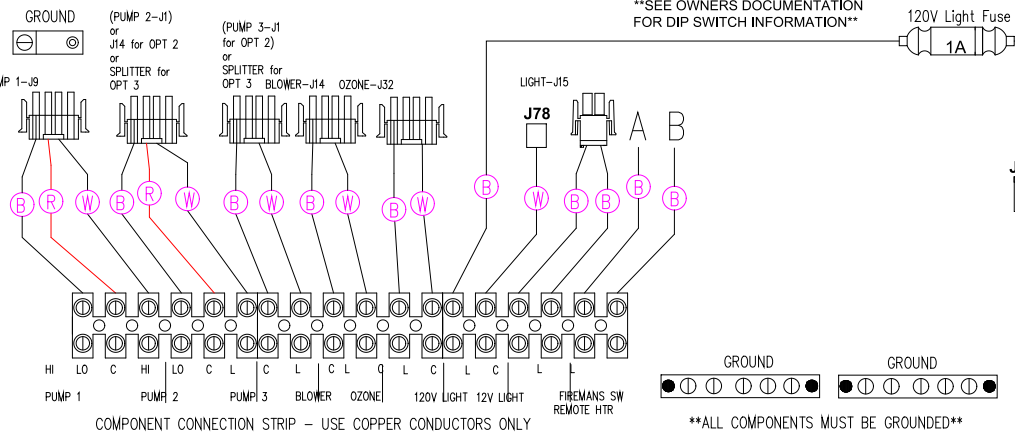 **SEE OWNERS DOCUMENTATION
FOR DIP SWITCH INFORMATION**
GROUND
(PUMP 2-J1)
or
J14 for OPT 2
or
SPLITTER for
OPT 3
(PUMP 3-J1
for OPT 2)
or
SPLITTER for
OPT 3
BLOWER-J14
OZONE-J32
MP 1-J9
LIGHT-J15
J78
A B
120V Light Fuse
1A
J
B R W B R W B W B W B W B W B B B B
HI LO C HI LO C L C L C L C L C L C L L
PUMP 1 PUMP 2 PUMP 3 BLOWER OZONE 120V LIGHT 12V LIGHT FIREMANS SW
REMOTE HTR
COMPONENT CONNECTION STRIP - USE COPPER CONDUCTORS ONLY
GROUND GROUND
**ALL COMPONENTS MUST BE GROUNDED**